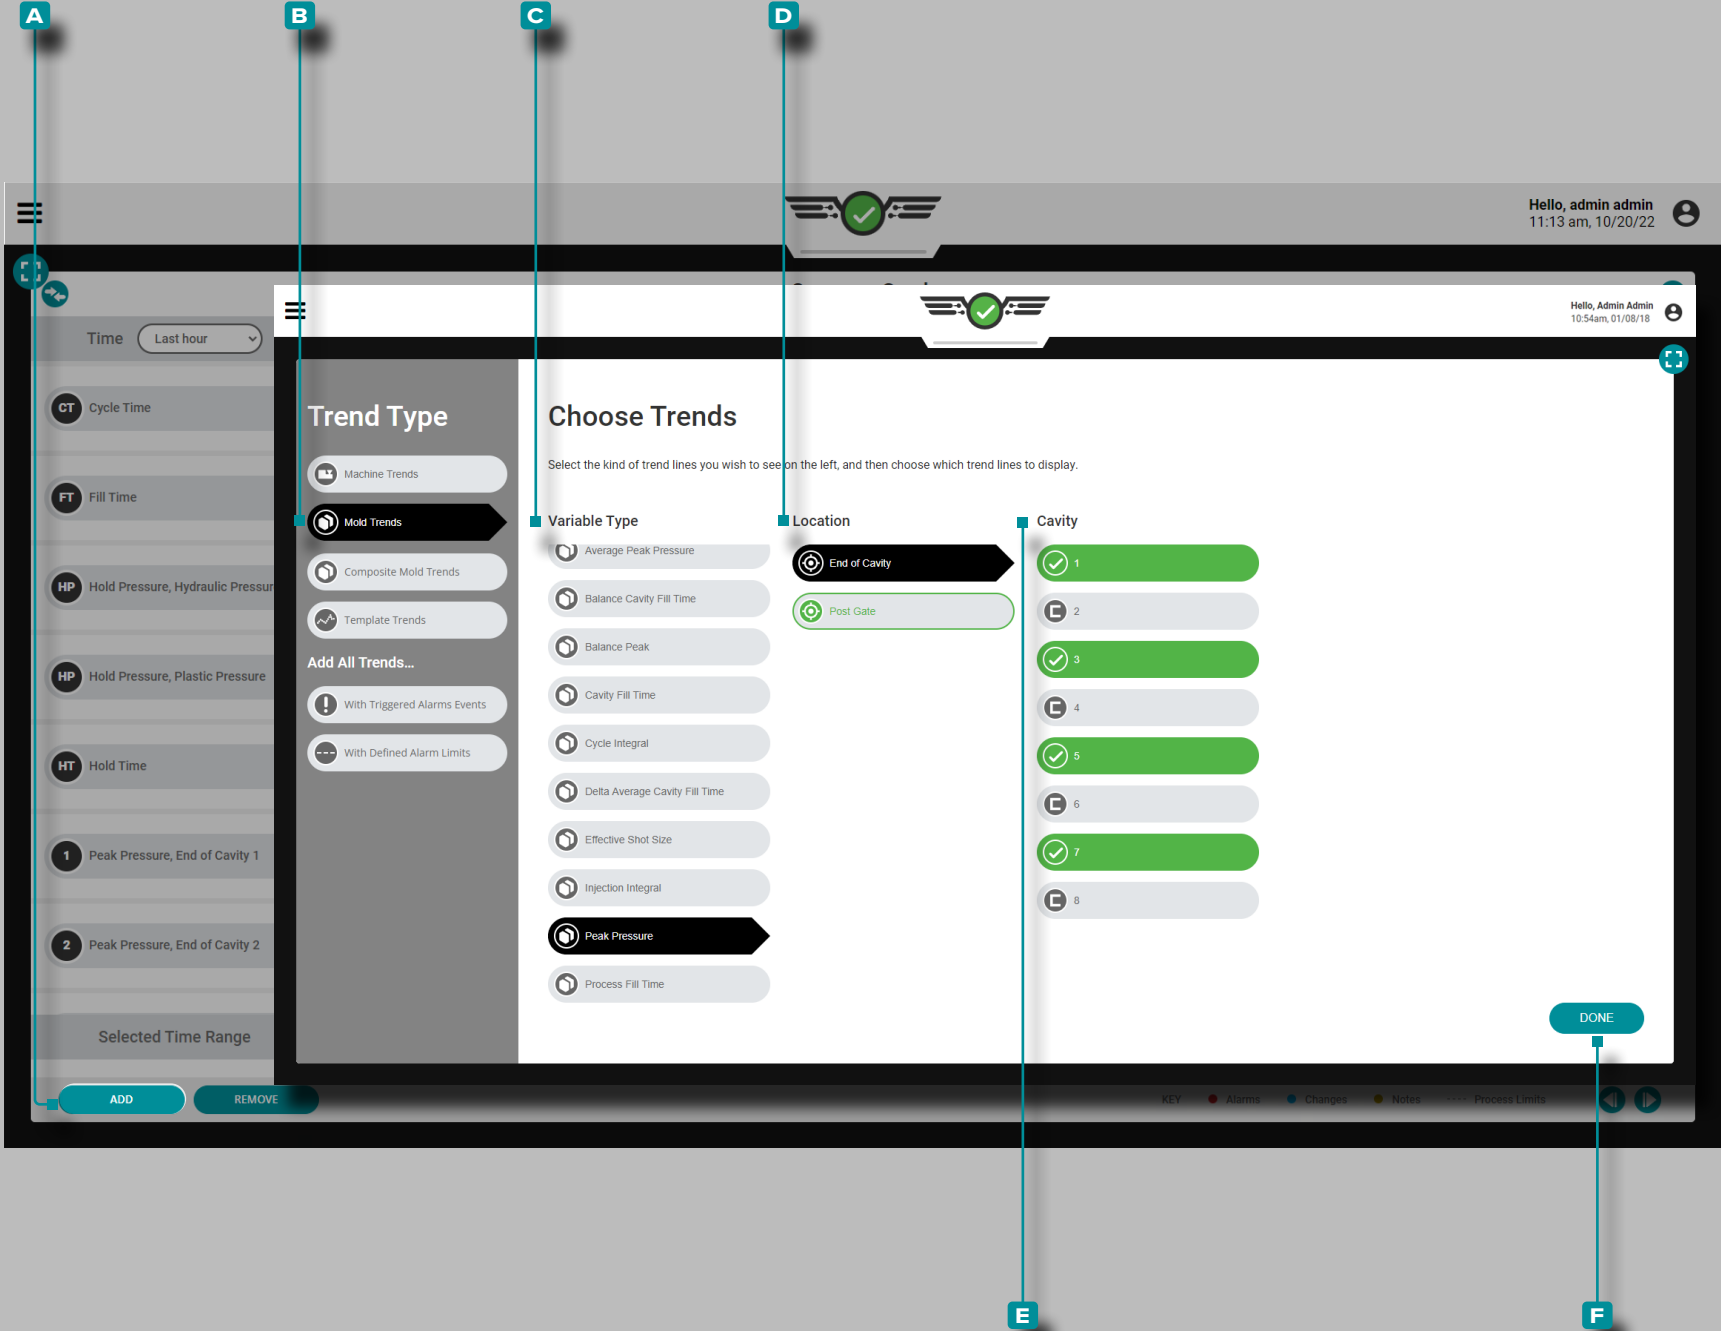 A
B
C
D
Hello, admin admin
11:13 am, 10/20/22
Time
Last hour
CT Cycle Time
FT Fill Time
HP Hold Pressure, Hydraulic Pressur
HP Hold Pressure, Plastic Pressure
HT Hold Time
1 Peak Pressure, End of Cavity 1
2 Peak Pressure, End of Cavity 2
Selected Time Range
ADD
REMOVE
Hello, Admin Admin
10:54am, 01/08/18
Trend Type
Machine Trends
Mold Trends
Composite Mold Trends
Template Trends
Add All Trends...
With Triggered Alarms Events
With Defined Alarm Limits
Choose Trends
Select the kind of trend lines you wish to see on the left, and then choose which trend lines to display.
Variable Type
Average Peak Pressure
Balance Cavity Fill Time
Balance Peak
Cavity Fill Time
Cycle Integral
Delta Average Cavity Fill Time
Effective Shot Size
Injection Integral
Peak Pressure
Process Fill Time
Location
End of Cavity
Post Gate
Cavity
1
2
3
4
5
6
7
8
DONE
KEY Alarms Changes Notes Process Limits
E
F